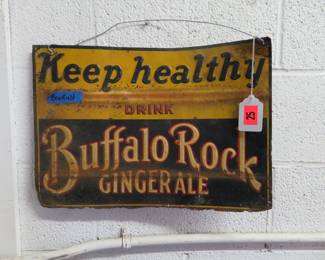 Keep healthy
DRINK
Buffalo Rock
GINGER ALE